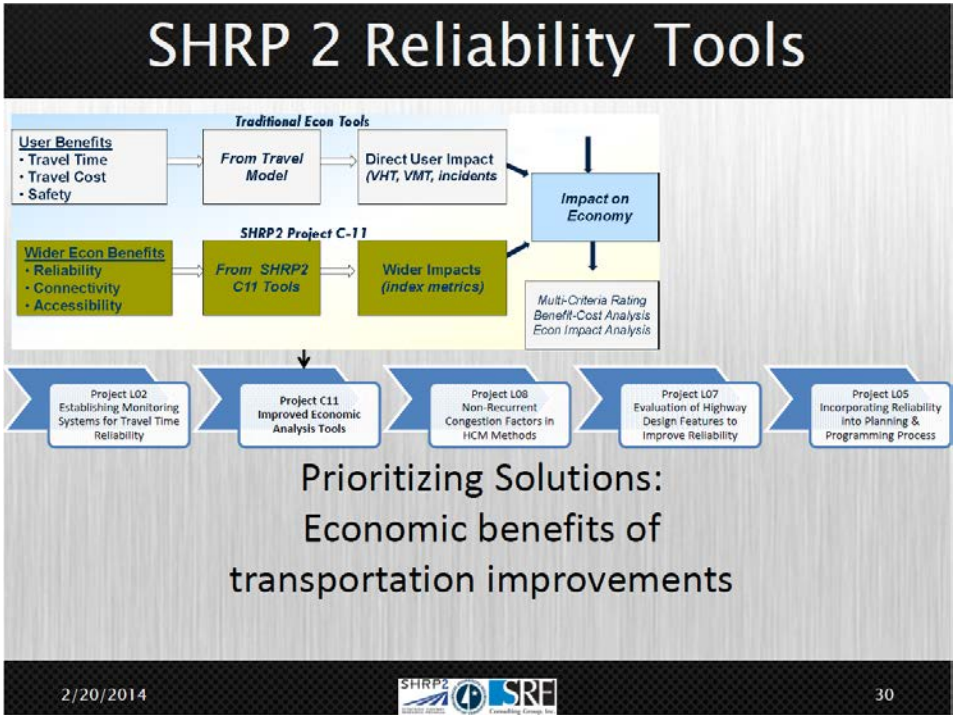 SHRP 2 Reliability Tools
Traditional Econ Tools
User Benefits
• Travel Time
• Travel Cost
• Safety
From Travel
Model
Direct User Impact
(VHT, VMT, incidents
Impact on
Economy
SHRP2 Project C-11
Wider Econ Benefits
• Reliability
• Connectivity
• Accessibility
From SHRP2
C11 Tools
Wider Impacts
(index metrics)
Multi-Criteria Rating
Benefit-Cost Analysis
Econ Impact Analysis
Project L02
Establishing Monitoring
Systems for Travel Time
Reliability
Project C11
Improved Economic
Analysis Tools
Project L08
Non-Recurrent
Congestion Factors in
HCM Methods
Project L07
Evaluation of Highway
Design Features to
Improve Reliability
Project L05
Incorporating Reliability
into Planning &
Programming Process
Prioritizing Solutions:
Economic benefits of
transportation improvements
2/20/2014
SHRP2
SRF
Consulting Group, Inc.
30